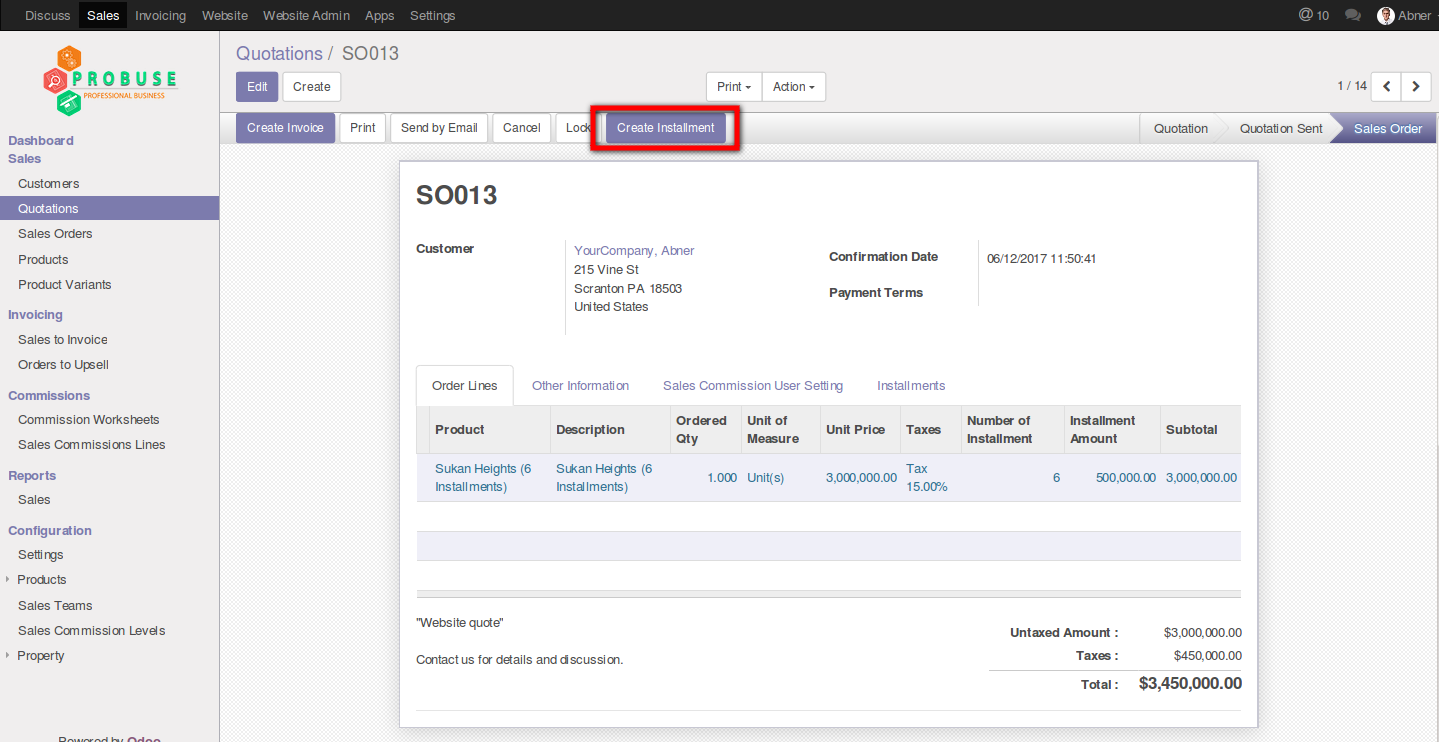 Discuss Sales Invoicing Website Website Admin Apps Settings @ 10 Abner
PROBUSE
PROFESSIONAL BUSINESS
Dashboard
Sales
Customers
Quotations
Sales Orders
Products
Product Variants
Invoicing
Sales to Invoice
Orders to Upsell
Commissions
Commission Worksheets
Sales Commissions Lines
Reports
Sales
Configuration
Settings
Products
Sales Teams
Sales Commission Levels
Property
Powered by Odoo
Quotations / SO013
Edit Create Print Action 1 / 14
Create Invoice Print Send by Email Cancel Lock Create Installment Quotation Quotation Sent Sales Order
SO013
Customer
YourCompany, Abner
215 Vine St
Scranton PA 18503
United States
Confirmation Date 06/12/2017 11:50:41
Payment Terms
Order Lines Other Information Sales Commission User Setting Installments
Product Description Ordered Qty Unit of Measure Unit Price Taxes Number of Installment Installment Amount Subtotal
Sukan Heights (6 Installments) Sukan Heights (6 Installments) 1.000 Unit(s) 3,000,000.00 Tax 15.00% 6 500,000.00 3,000,000.00
"Website quote"
Contact us for details and discussion.
Untaxed Amount : $3,000,000.00
Taxes : $450,000.00
Total : $3,450,000.00